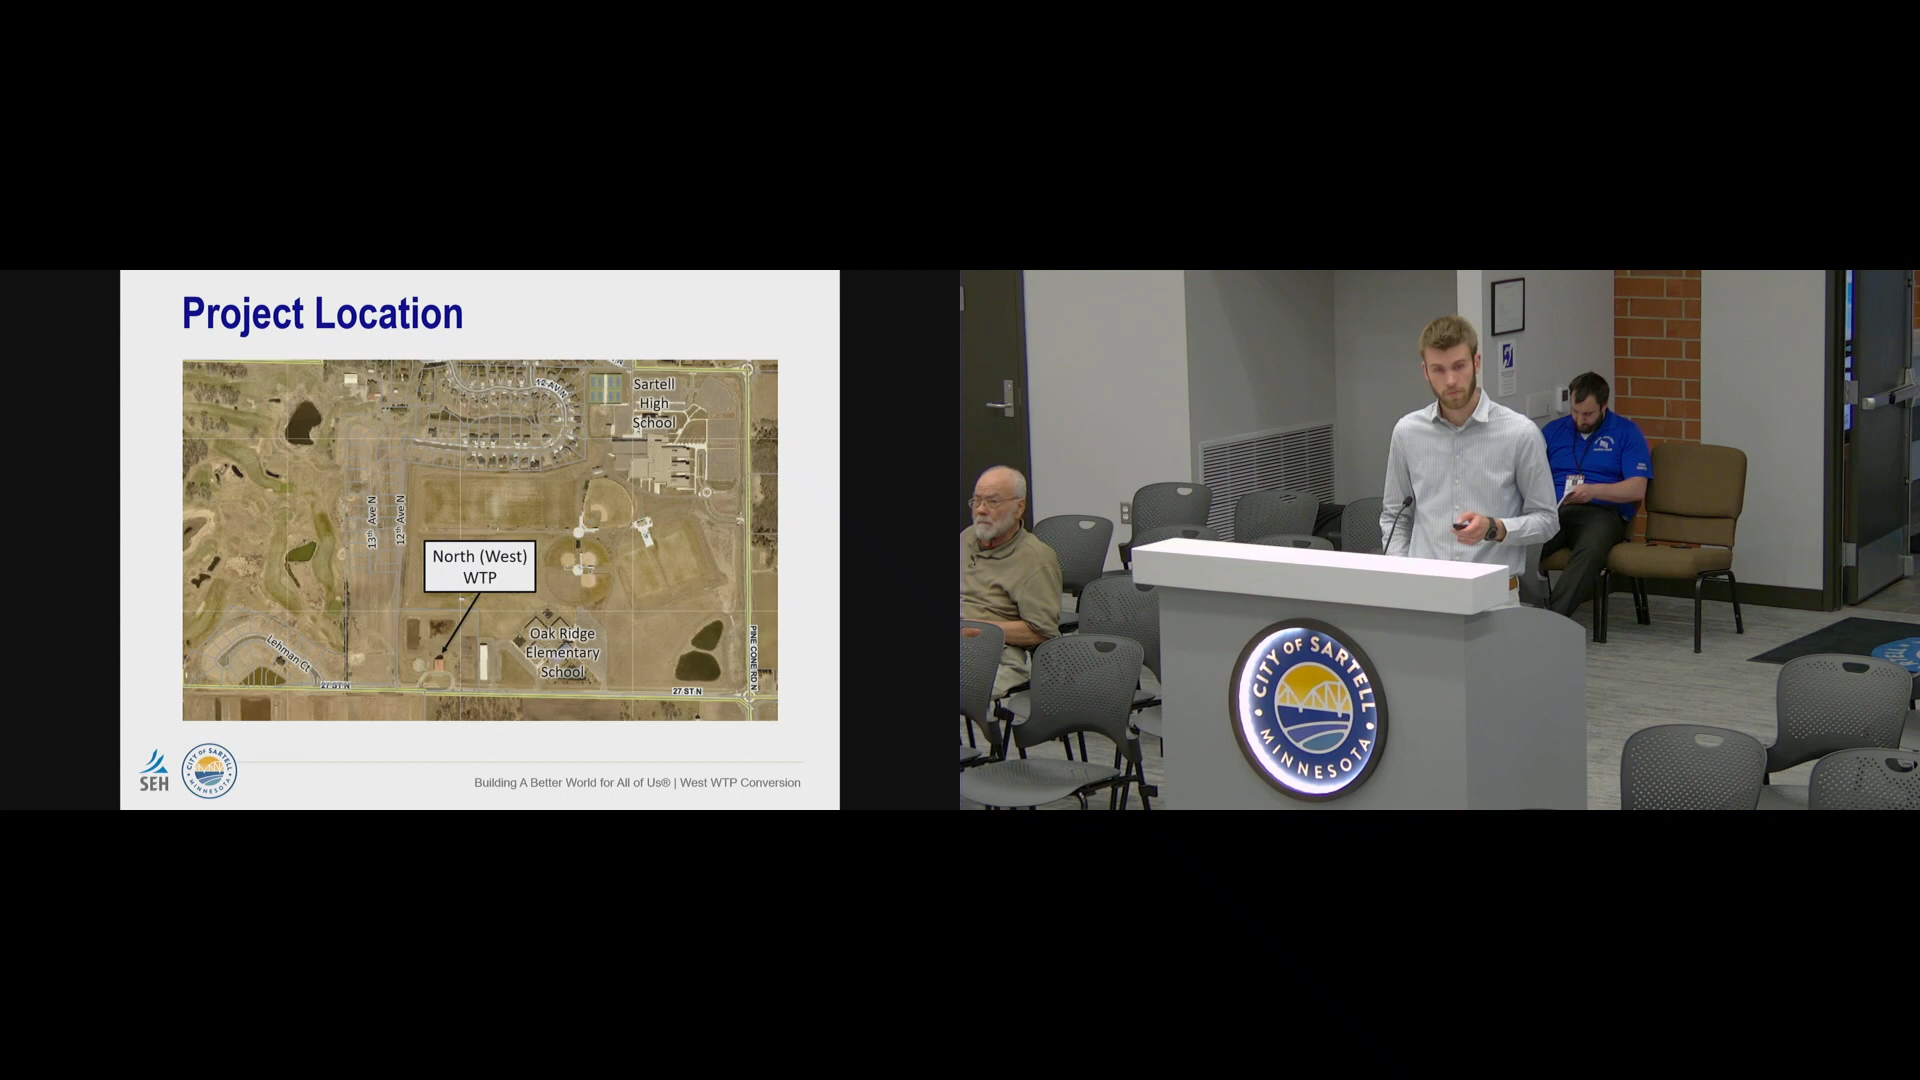 Project Location
12 AV N
Sartell
High
School
13th Ave N
12th Ave N
North (West)
WTP
Lehman Ct
Oak Ridge
Elementary
School
PINE CONE RD N
27 ST N
27 ST N
SEH
CITY OF SARTELL
MINNESOTA
Building A Better World for All of Us® | West WTP Conversion
CITY OF SARTELL
MINNESOTA